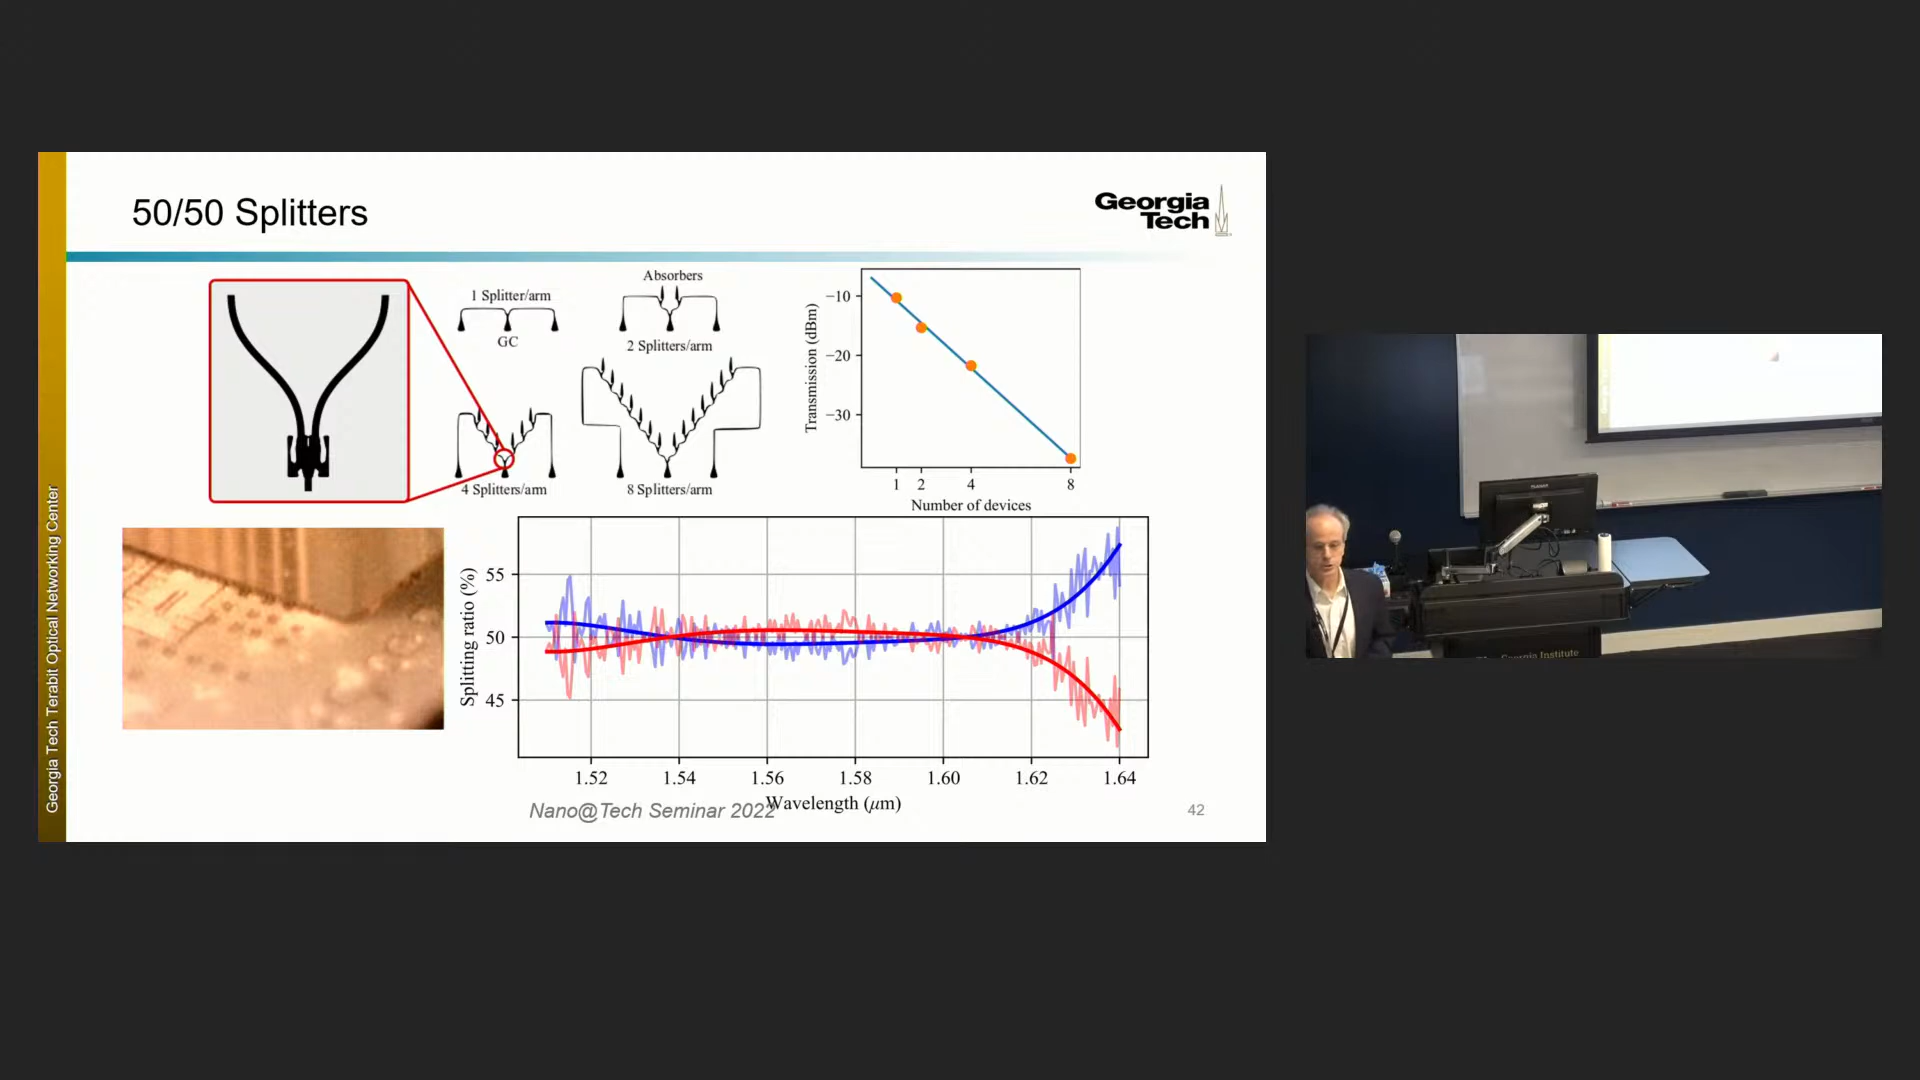 50/50 Splitters
Georgia
Tech
1 Splitter/arm
GC
Absorbers
2 Splitters/arm
4 Splitters/arm
8 Splitters/arm
Transmission (dBm)
−10
−20
−30
1 2 4 8
Number of devices
Splitting ratio (%)
55
50
45
1.52 1.54 1.56 1.58 1.60 1.62 1.64
Wavelength (μm)
Nano@Tech Seminar 2022
42
Georgia Tech Terabit Optical Networking Center
Georgia Institute